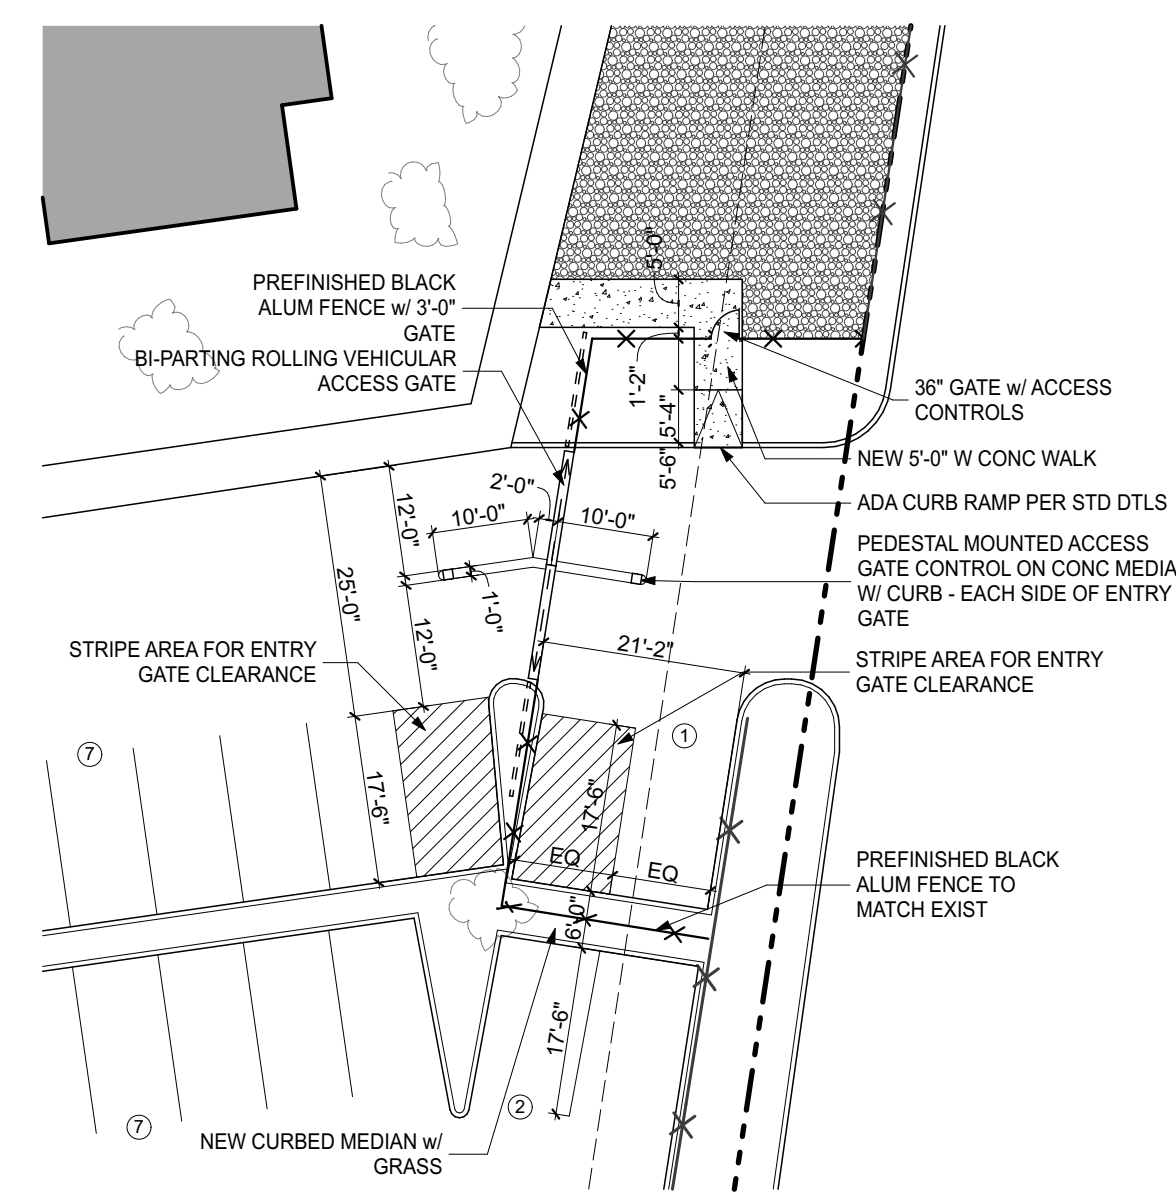 5'-0"
PREFINISHED BLACK
ALUM FENCE w/ 3'-0"
GATE
BI-PARTING ROLLING VEHICULAR
ACCESS GATE
1'-2"
5'-4"
5'-6"
36" GATE w/ ACCESS
CONTROLS
NEW 5'-0" W CONC WALK
ADA CURB RAMP PER STD DTLS
2'-0"
10'-0"
10'-0"
12'-0"
25'-0"
1'-0"
12'-0"
PEDESTAL MOUNTED ACCESS
GATE CONTROL ON CONC MEDIA
W/ CURB - EACH SIDE OF ENTRY
GATE
STRIPE AREA FOR ENTRY
GATE CLEARANCE
21'-2"
STRIPE AREA FOR ENTRY
GATE CLEARANCE
7
1
17'-6"
17'-6"
EQ
EQ
PREFINISHED BLACK
ALUM FENCE TO
MATCH EXIST
6'-0"
17'-6"
2
7
NEW CURBED MEDIAN w/
GRASS